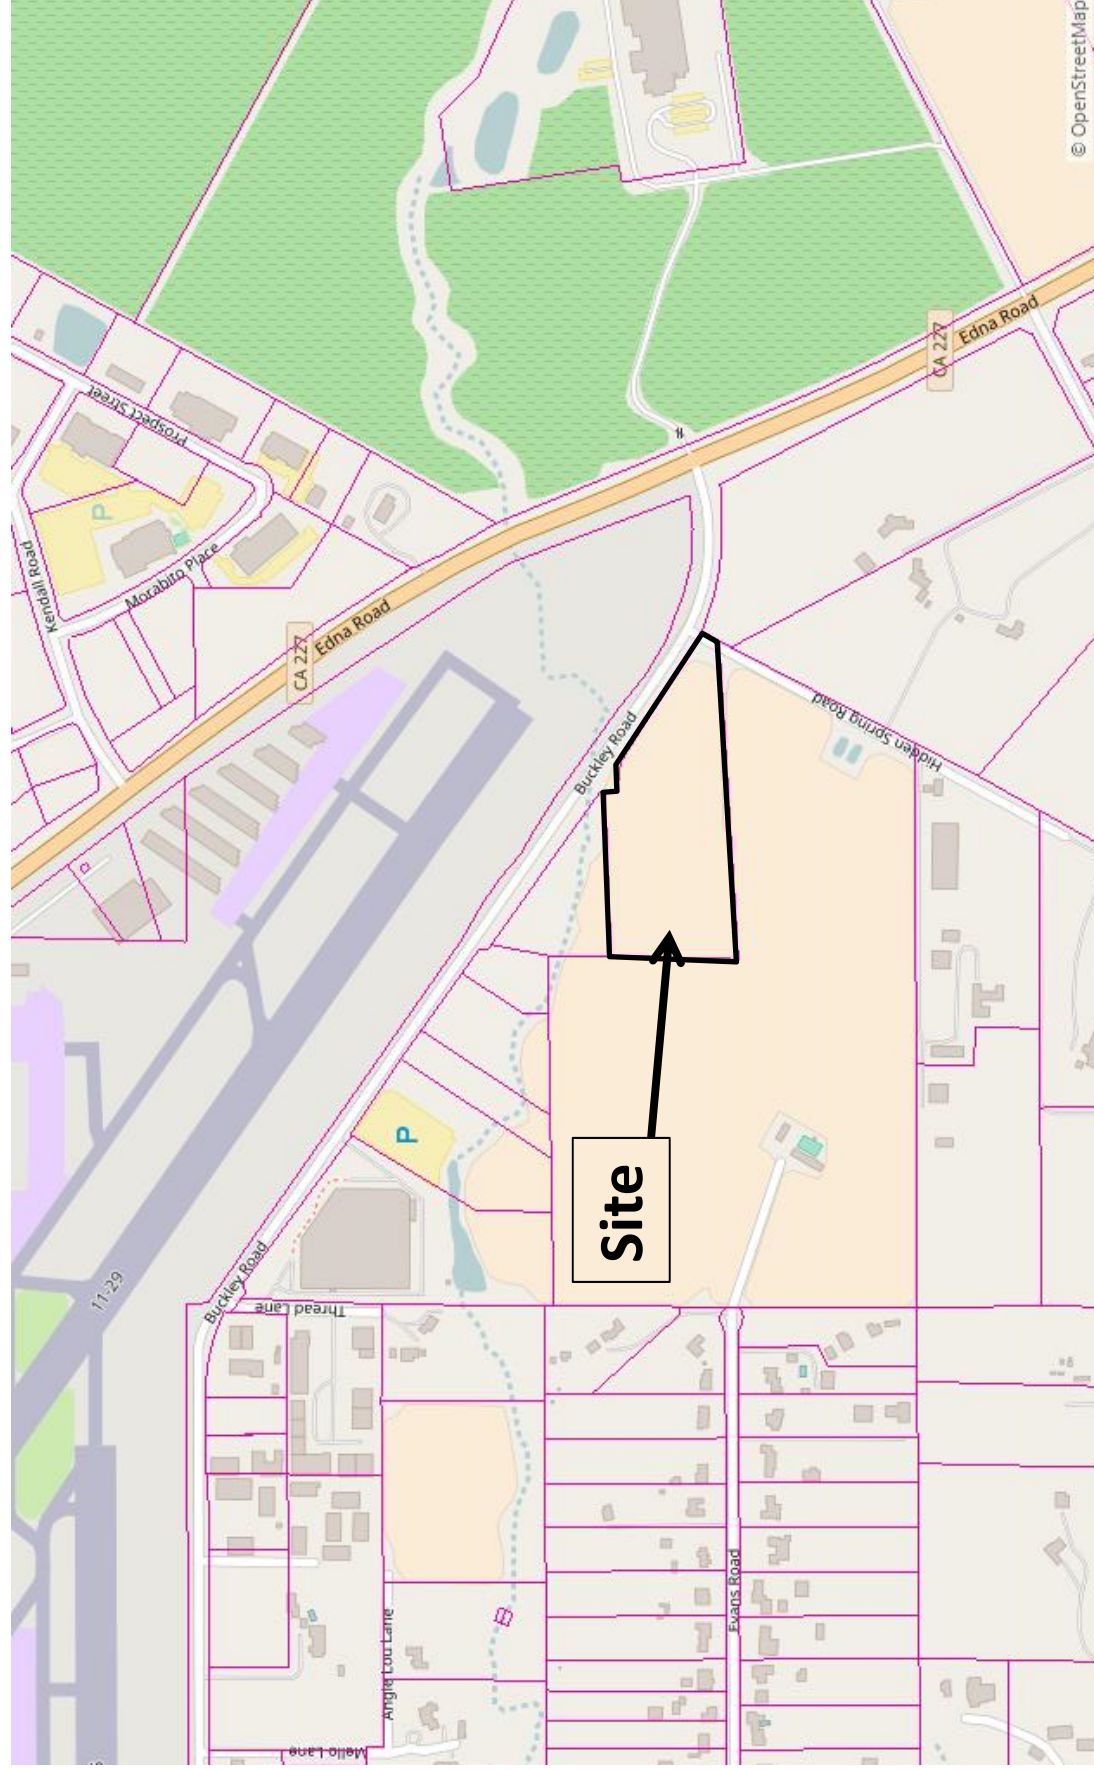 © OpenStreetMap
Edna Road
CA 227
Prospect Street
P
Kendall Road
Morabito Place
Edna Road
CA 227
Buckley Road
Hidden Spring Road
P
Site
Buckley Road
11-29
Thread Lane
Evans Road
Angie Lou Lane
Mello Lane